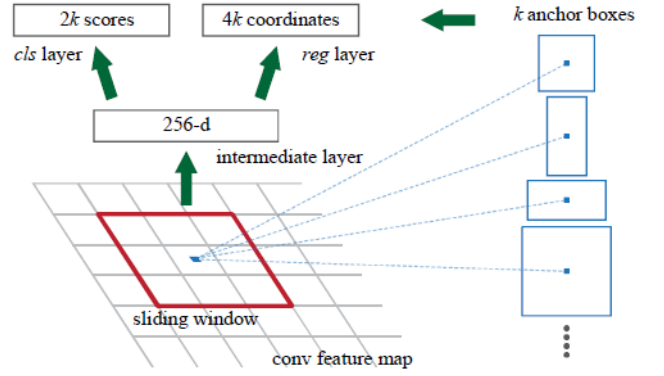 2k scores
4k coordinates
k anchor boxes
cls layer
reg layer
256-d
intermediate layer
sliding window
conv feature map